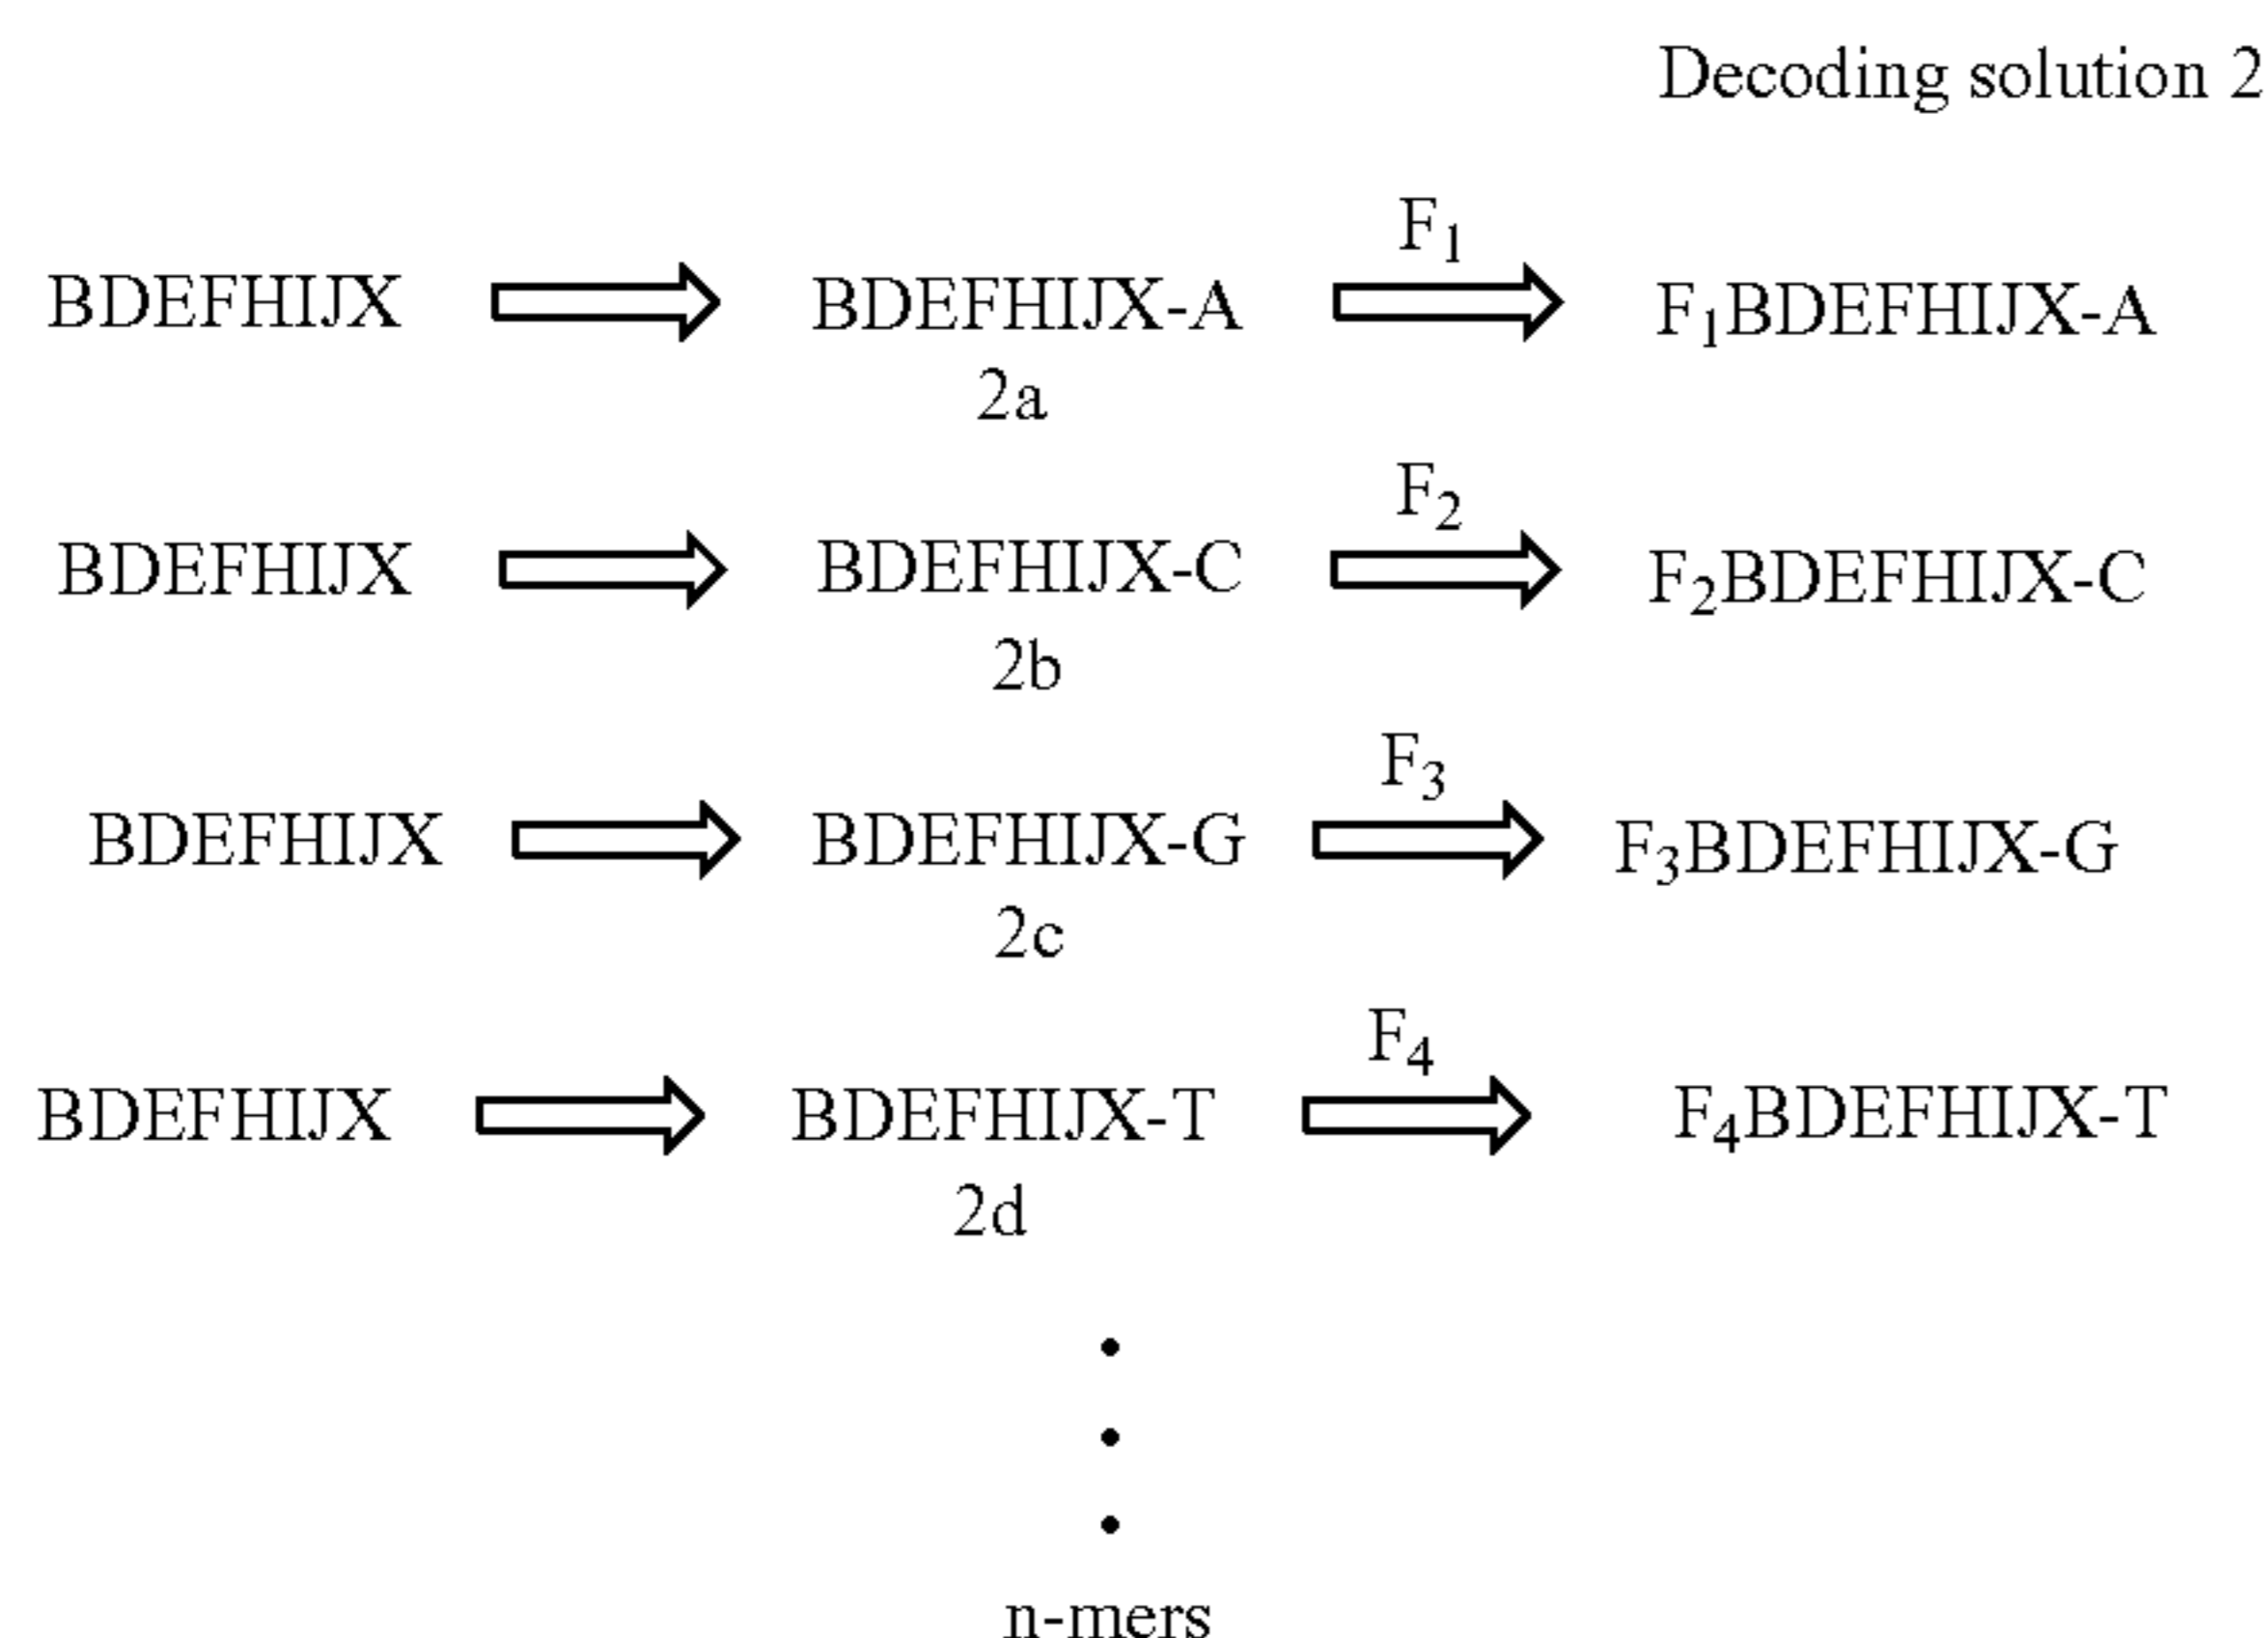 Decoding solution 2
F₁
BDEFHIJX BDEFHIJX-A F₁BDEFHIJX-A
2a
F₂
BDEFHIJX BDEFHIJX-C F₂BDEFHIJX-C
2b
F₃
BDEFHIJX BDEFHIJX-G F₃BDEFHIJX-G
2c
F₄
BDEFHIJX BDEFHIJX-T F₄BDEFHIJX-T
2d
n-mers